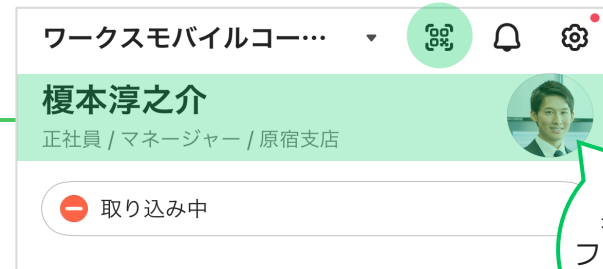 ワークスモバイルコー…
榎本淳之介
正社員 / マネージャー / 原宿支店
取り込み中
フ